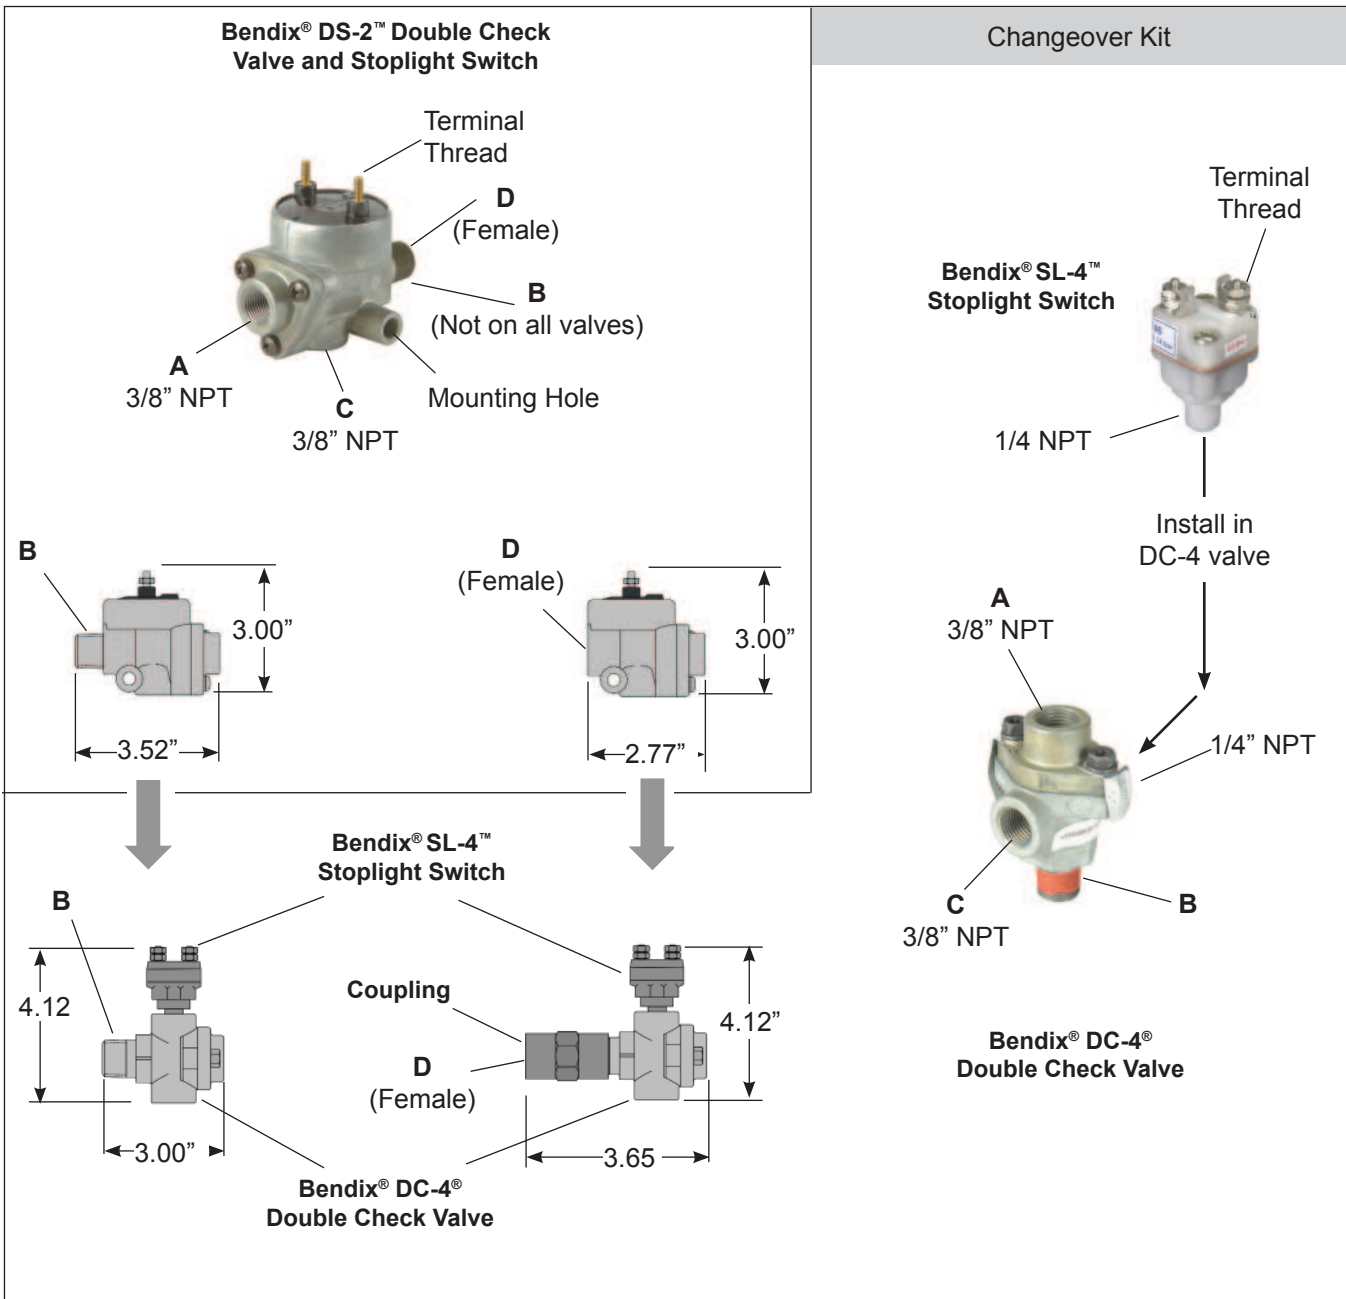 Bendix® DS-2™ Double Check
Valve and Stoplight Switch
Terminal
Thread
D
(Female)
B
(Not on all valves)
A
3/8” NPT
C
3/8” NPT
Mounting Hole
B
3.00”
3.52”
D
(Female)
3.00”
2.77”
Changeover Kit
Terminal
Thread
Bendix® SL-4™
Stoplight Switch
1/4 NPT
Install in
DC-4 valve
A
3/8” NPT
1/4” NPT
C
3/8” NPT
B
Bendix® DC-4®
Double Check Valve
Bendix® SL-4™
Stoplight Switch
B
4.12
3.00”
Coupling
D
(Female)
4.12”
3.65
Bendix® DC-4®
Double Check Valve